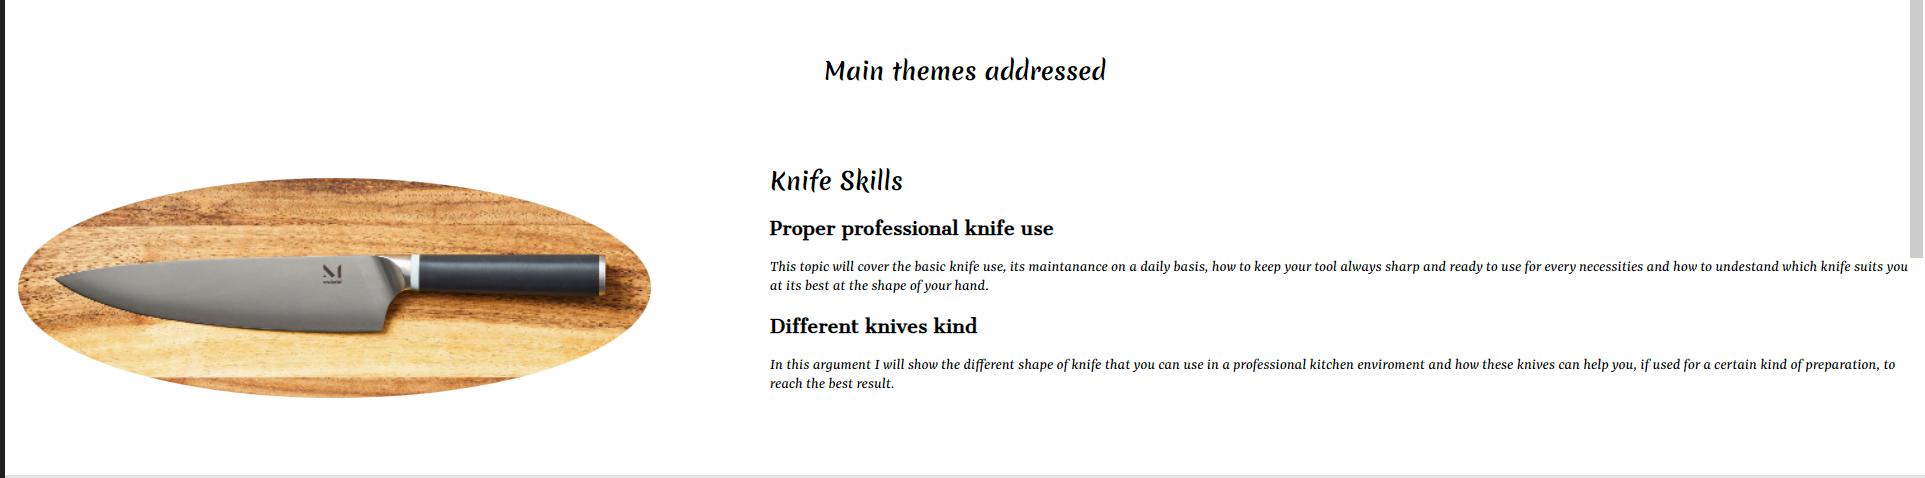 Main themes addressed
Knife Skills
Proper professional knife use
This topic will cover the basic knife use, its maintanance on a daily basis, how to keep your tool always sharp and ready to use for every necessities and how to undestand which knife suits you
at its best at the shape of your hand.
Different knives kind
In this argument I will show the different shape of knife that you can use in a professional kitchen enviroment and how these knives can help you, if used for a certain kind of preparation, to
reach the best result.